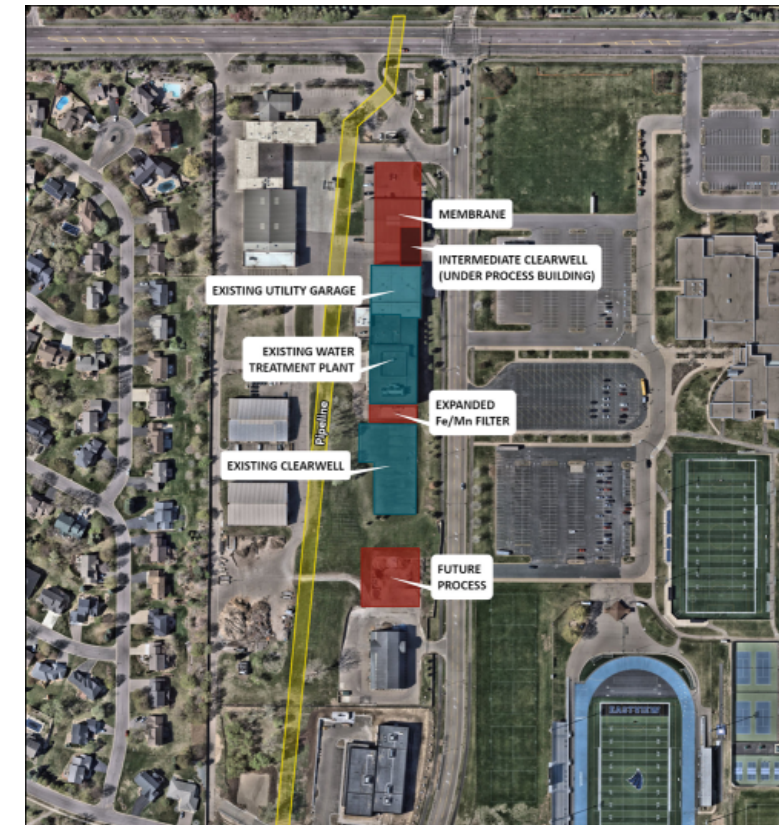 MEMBRANE
INTERMEDIATE CLEARWELL
(UNDER PROCESS BUILDING)
EXISTING UTILITY GARAGE
EXISTING WATER
TREATMENT PLANT
EXPANDED
Fe/Mn FILTER
Pipeline
EXISTING CLEARWELL
FUTURE
PROCESS
EASTVIEW